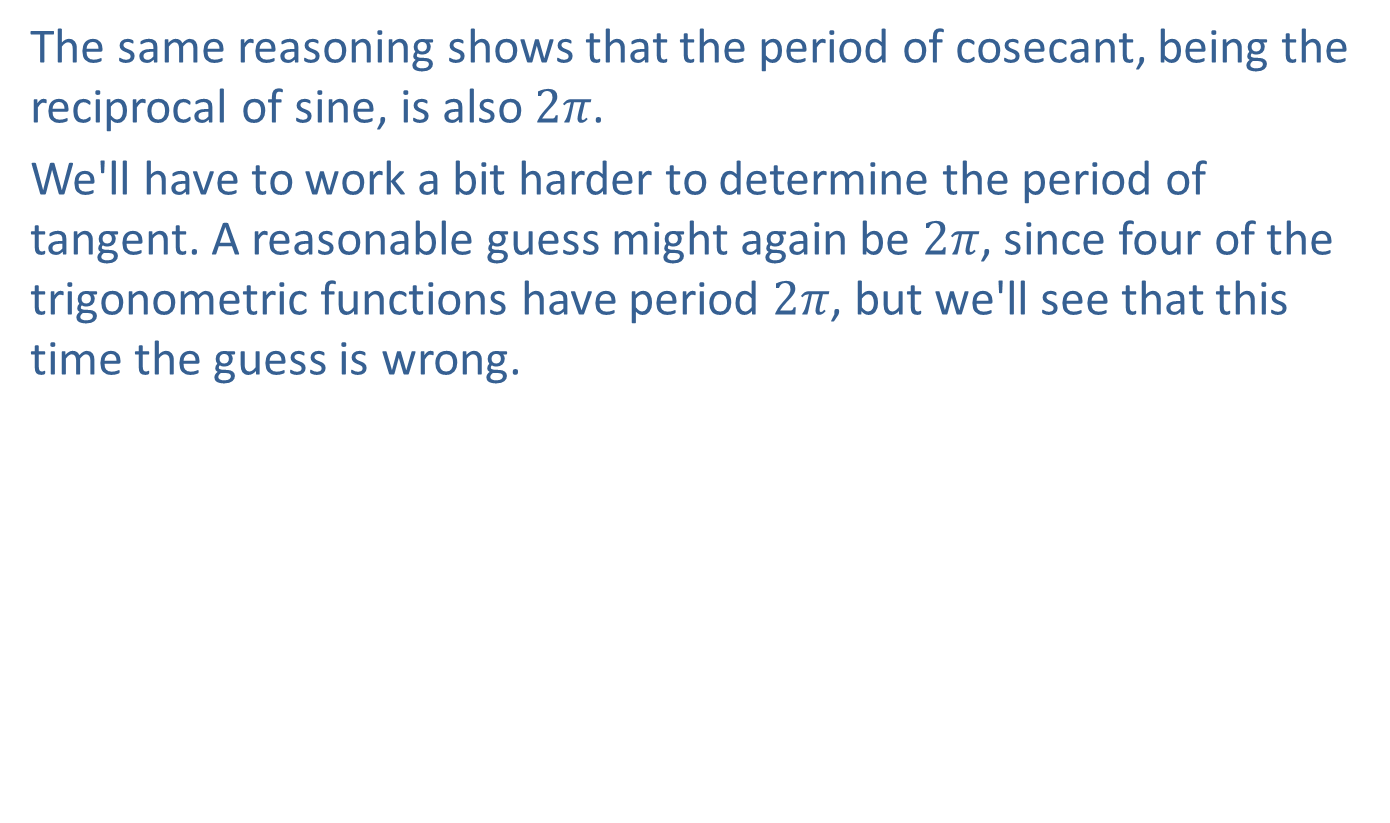 The same reasoning shows that the period of cosecant, being the
reciprocal of sine, is also 2𝜋.
We'll have to work a bit harder to determine the period of
tangent. A reasonable guess might again be 2𝜋, since four of the
trigonometric functions have period 2𝜋, but we'll see that this
time the guess is wrong.